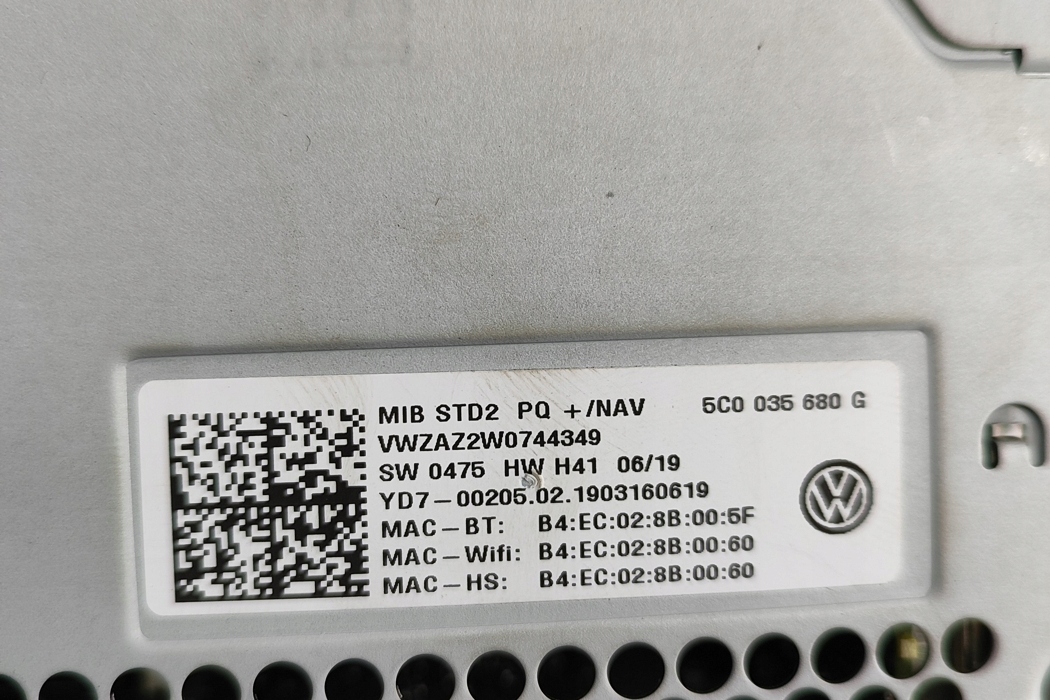 MIB STD2 PQ +/NAV 5C0 035 680 G
VWZAZ2W0744349
SW 0475 HW H41 06/19
YD7-00205.02.1903160619
MAC-BT: B4:EC:02:8B:00:5F
MAC-Wifi: B4:EC:02:8B:00:60
MAC-HS: B4:EC:02:8B:00:60